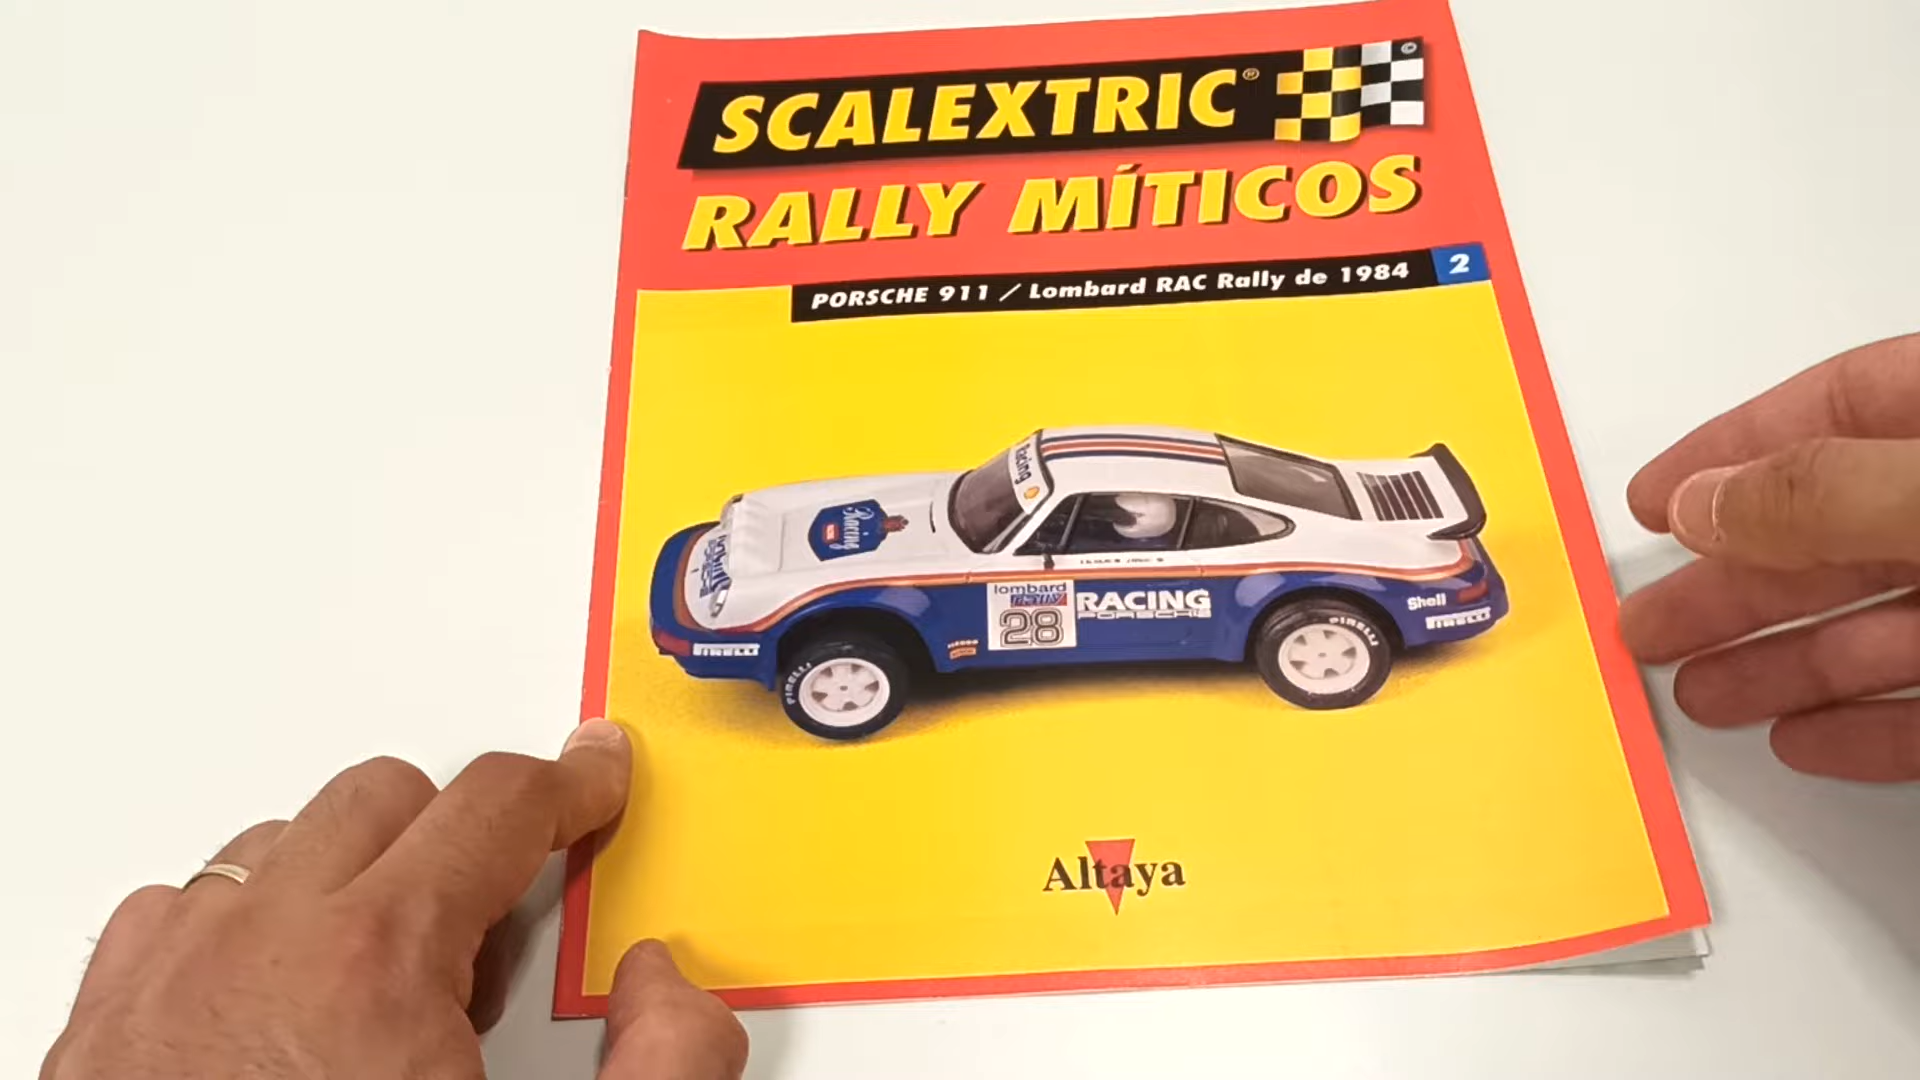 SCALEXTRIC®
©
RALLY MÍTICOS
PORSCHE 911 / Lombard RAC Rally de 1984
2
Racing
Racing
lombard
RALLY
28
RACING
PORSCHE
Shell
PIRELLI
PIRELLI
PIRELLI
PIRELLI
Altaya